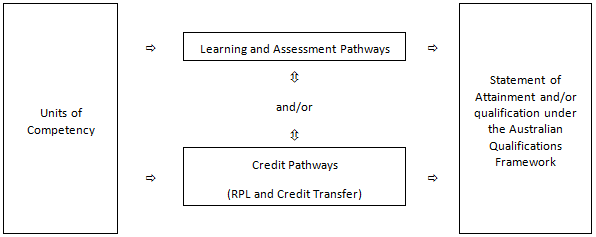 Units of
Competency
⇨
Learning and Assessment Pathways
⇨
⇳
and/or
⇳
⇨
Credit Pathways
(RPL and Credit Transfer)
⇨
Statement of
Attainment and/or
qualification under
the Australian
Qualifications
Framework